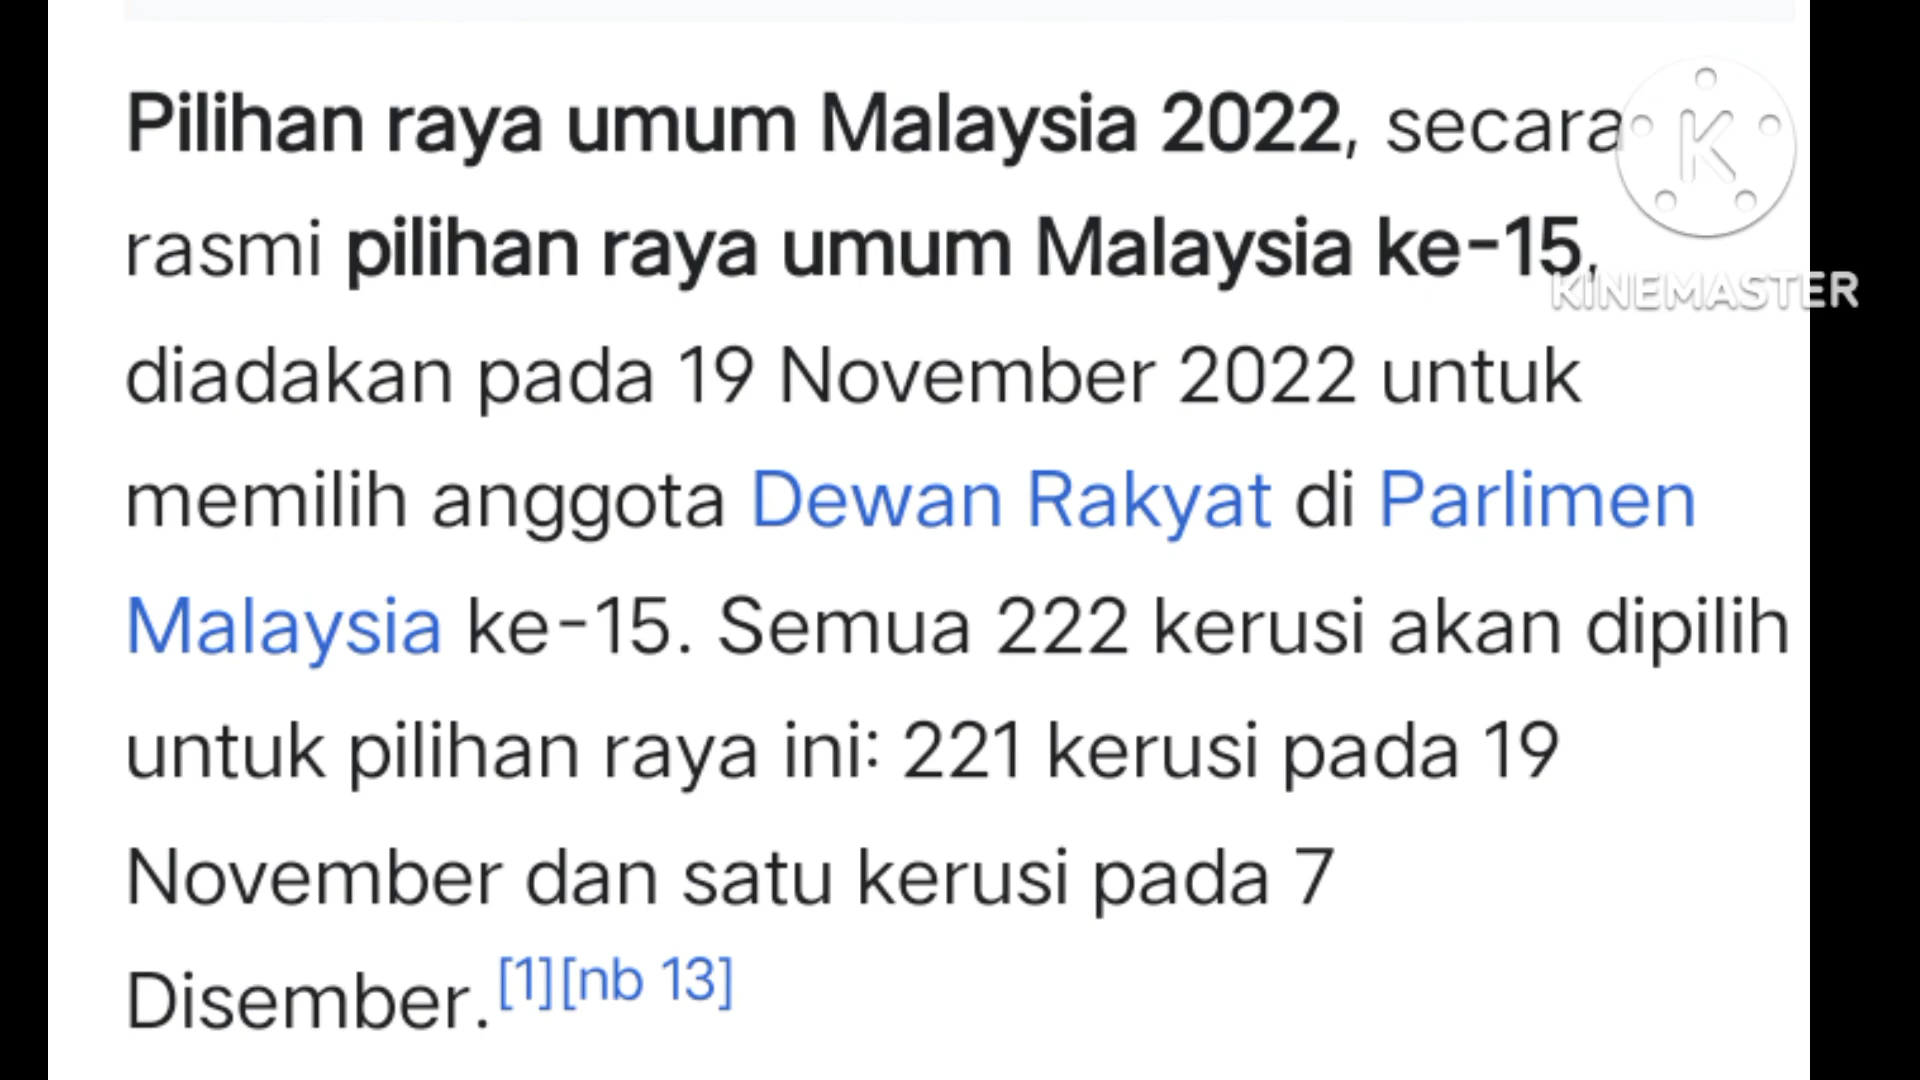 Pilihan raya umum Malaysia 2022, secara
rasmi pilihan raya umum Malaysia ke-15,
diadakan pada 19 November 2022 untuk
memilih anggota Dewan Rakyat di Parlimen
Malaysia ke-15. Semua 222 kerusi akan dipilih
untuk pilihan raya ini: 221 kerusi pada 19
November dan satu kerusi pada 7
Disember.[1][nb 13]
K
KINEMASTER